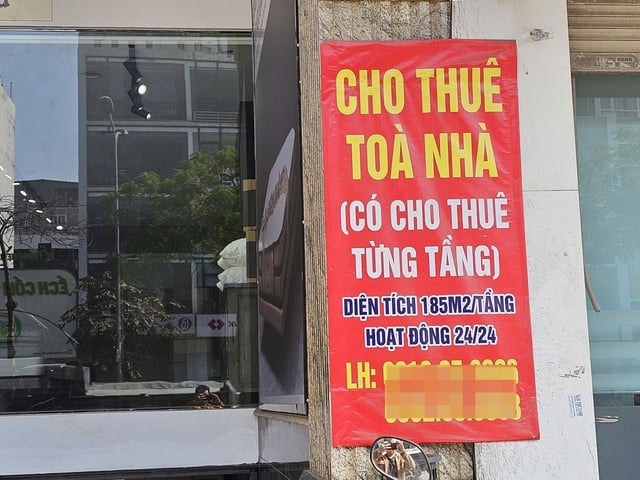 CHO THUÊ
TOÀ NHÀ
(CÓ CHO THUÊ
TỪNG TẦNG)
DIỆN TÍCH 185M2/TẦNG
HOẠT ĐỘNG 24/24
LH: